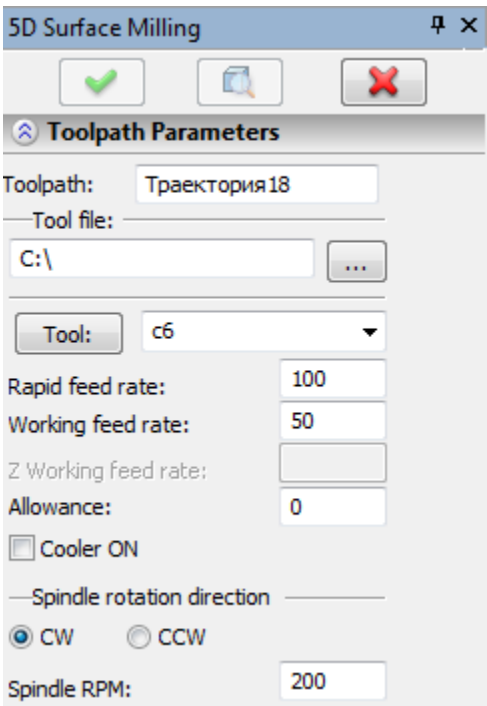 5D Surface Milling
Toolpath Parameters
Toolpath: Траектория18
Tool file:
C:\
...
Tool: c6
Rapid feed rate: 100
Working feed rate: 50
Z Working feed rate:
Allowance: 0
Cooler ON
Spindle rotation direction
CW CCW
Spindle RPM: 200